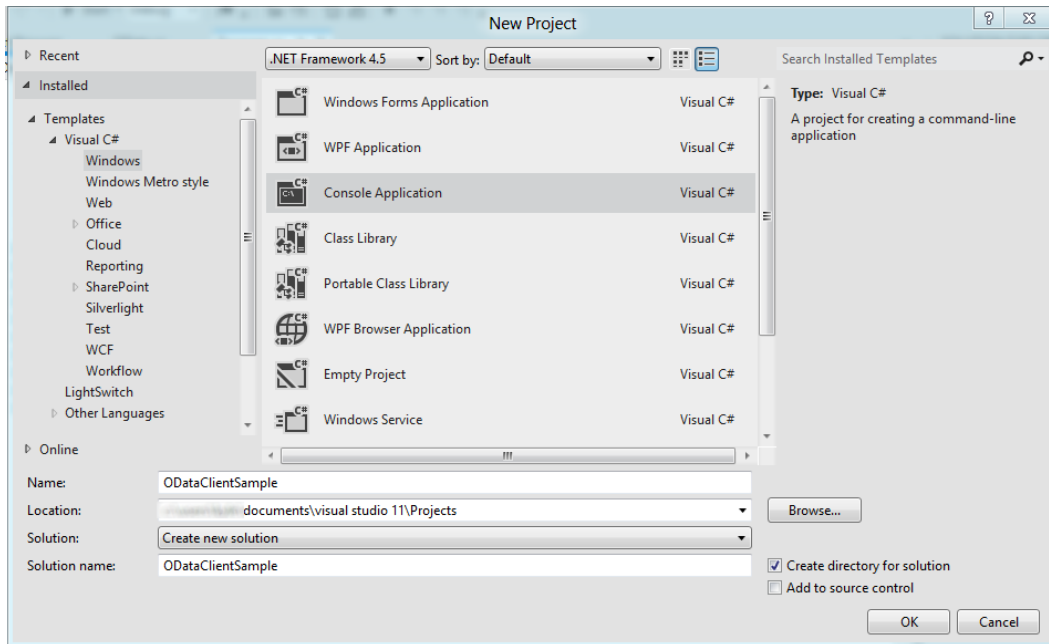 New Project
Recent
.NET Framework 4.5 Sort by: Default
Search Installed Templates
Installed
Templates
Visual C#
Windows
Windows Metro style
Web
Office
Cloud
Reporting
SharePoint
Silverlight
Test
WCF
Workflow
LightSwitch
Other Languages
Online
Windows Forms Application Visual C#
WPF Application Visual C#
Console Application Visual C#
Class Library Visual C#
Portable Class Library Visual C#
WPF Browser Application Visual C#
Empty Project Visual C#
Windows Service Visual C#
Type: Visual C#
A project for creating a command-line
application
Name: ODataClientSample
Location: documents\visual studio 11\Projects
Browse...
Solution: Create new solution
Solution name: ODataClientSample
Create directory for solution
Add to source control
OK Cancel